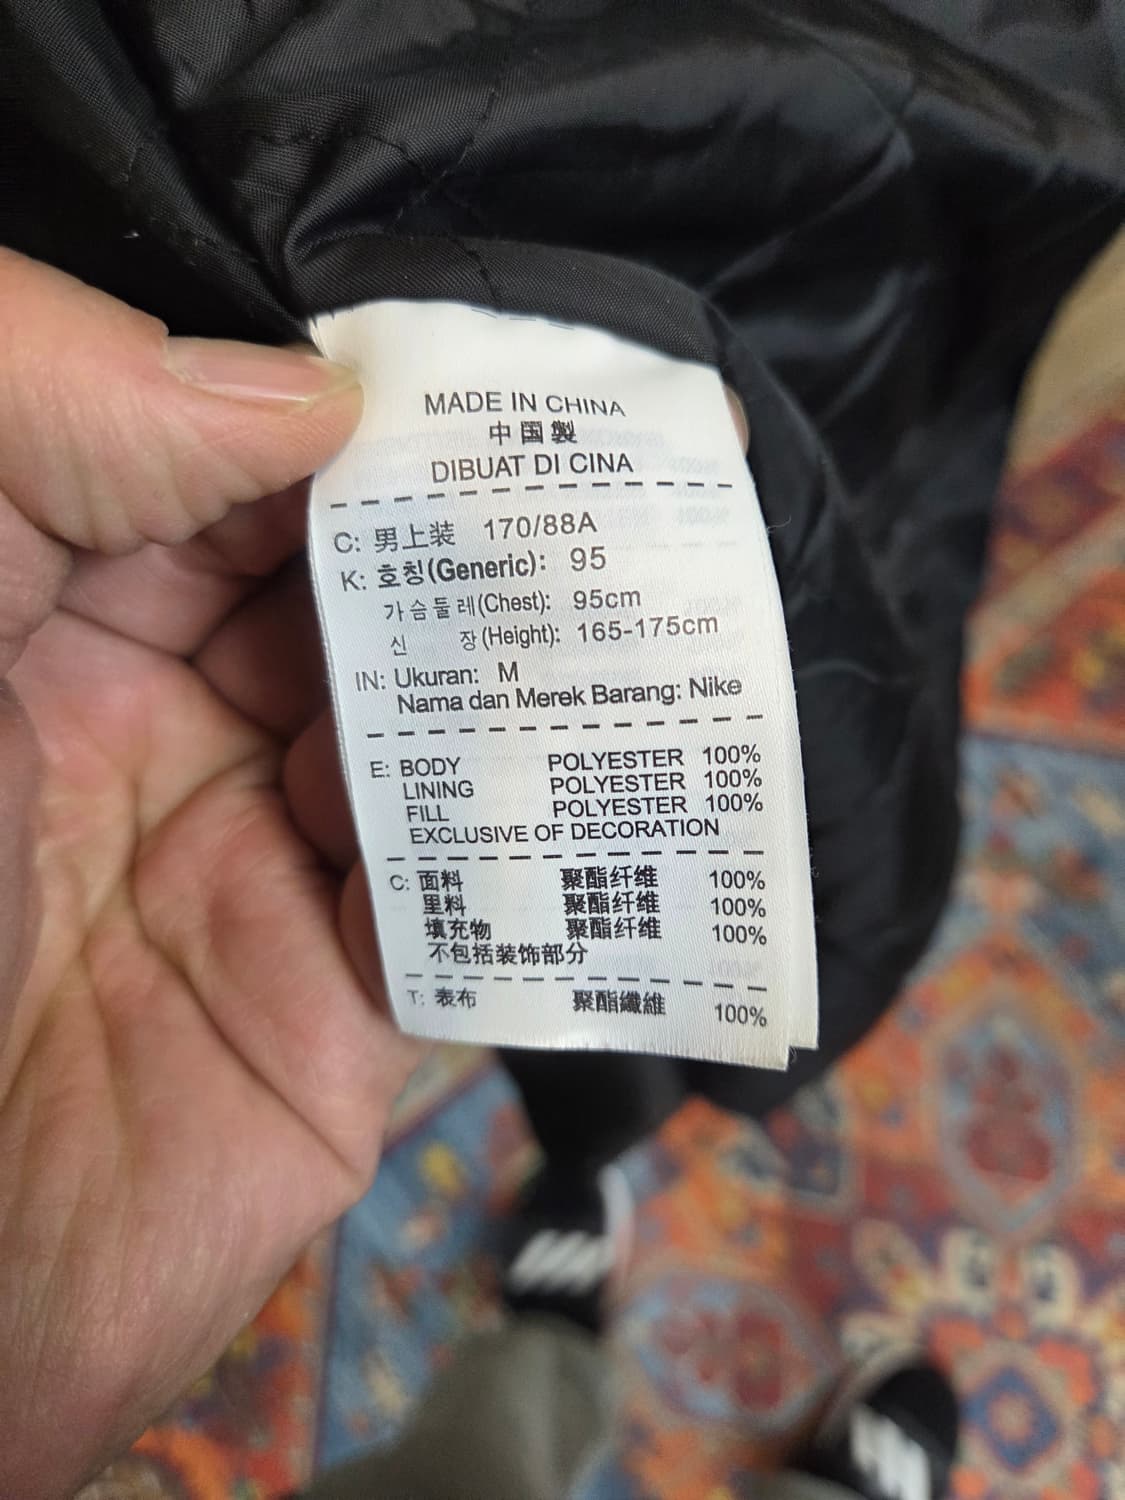 MADE IN CHINA
中国製
DIBUAT DI CINA
C: 男上装 170/88A
K: 호칭(Generic): 95
가슴둘레(Chest): 95cm
신 장(Height): 165-175cm
IN: Ukuran: M
Nama dan Merek Barang: Nike
E: BODY POLYESTER 100%
LINING POLYESTER 100%
FILL POLYESTER 100%
EXCLUSIVE OF DECORATION
C: 面料 聚酯纤维 100%
里料 聚酯纤维 100%
填充物 聚酯纤维 100%
不包括装饰部分
T: 表布 聚酯纖維 100%